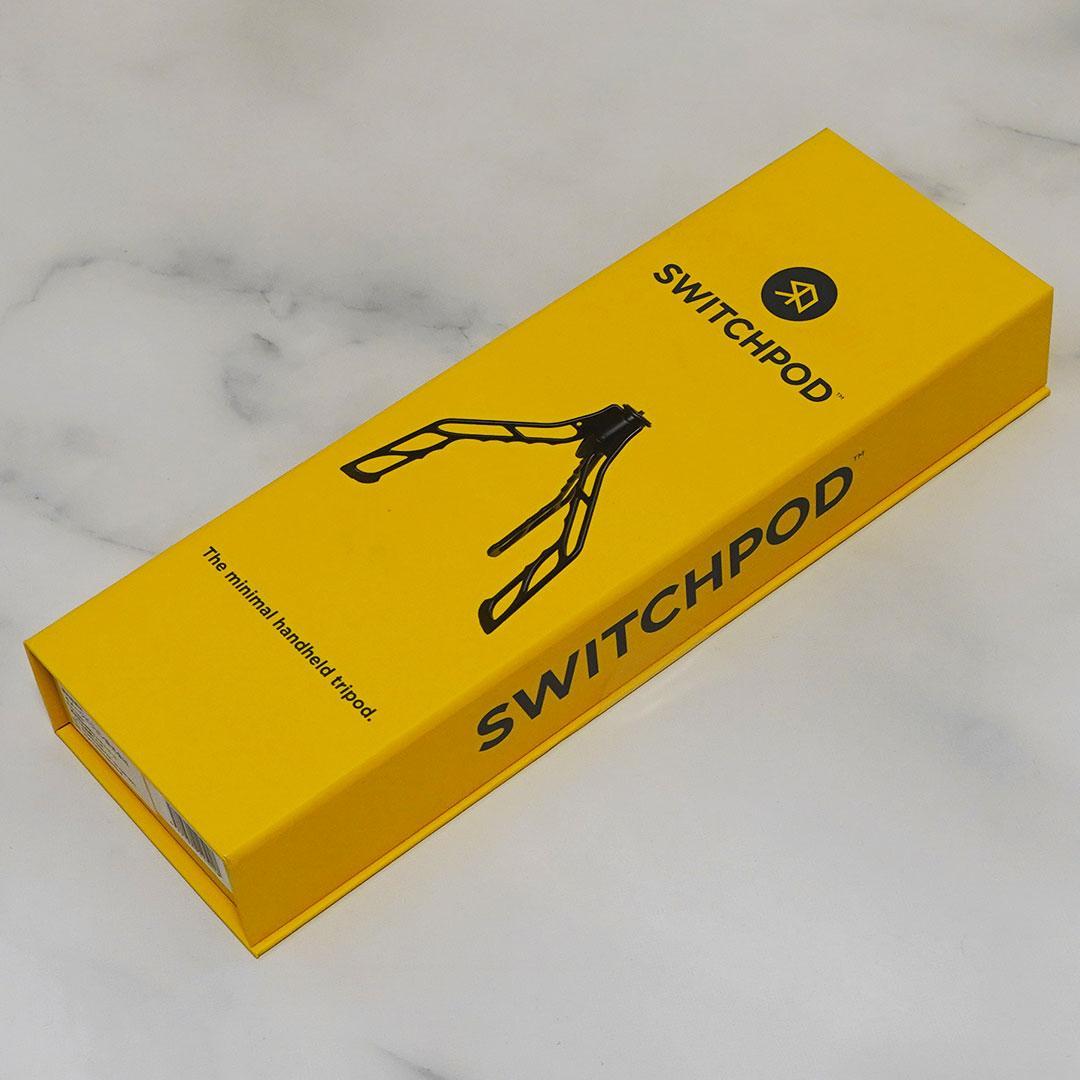 SWITCHPOD™
The minimal handheld tripod.
SWITCHPOD™